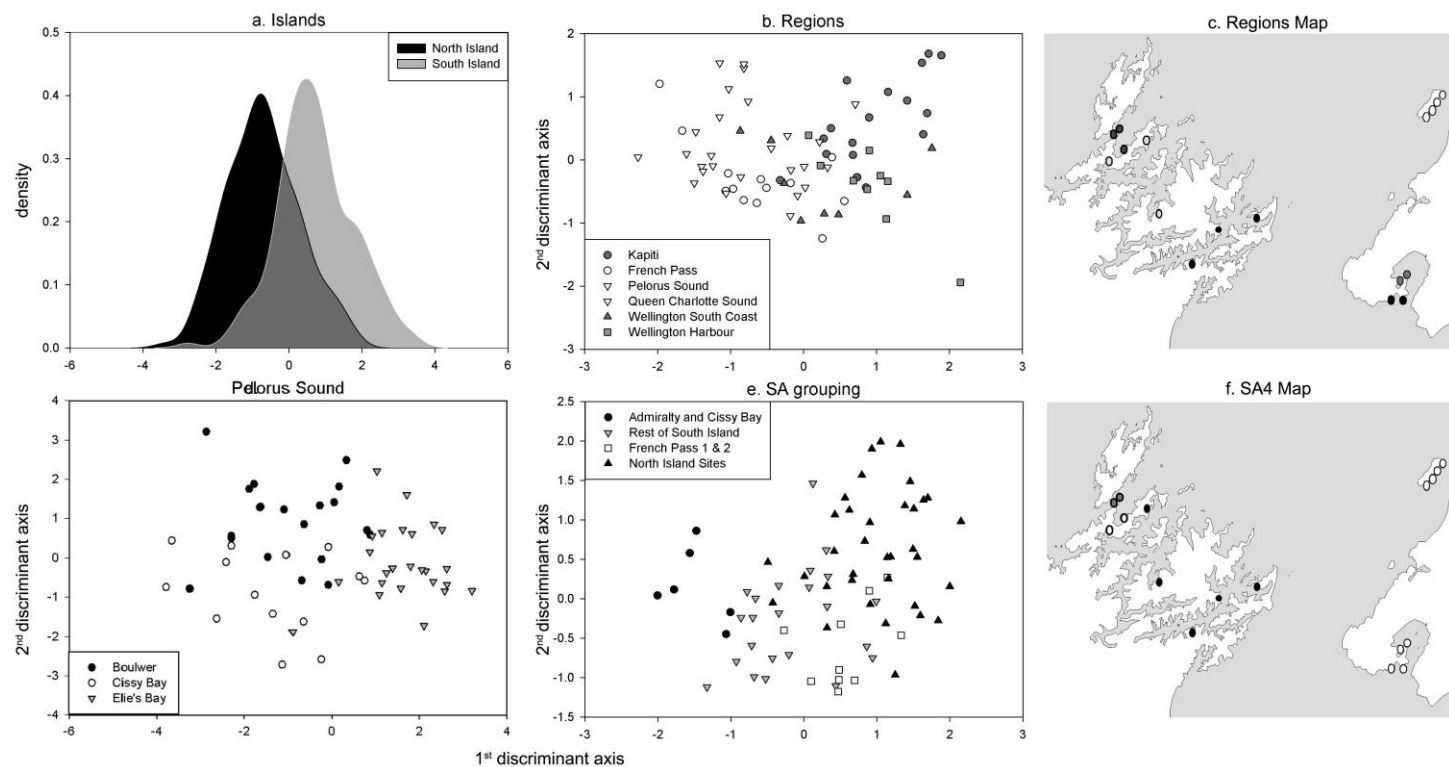 a. Islands
0.5
0.4
0.3
0.2
0.1
0.0
density
North Island
South Island
-6
-4
-2
0
2
4
6
b. Regions
2
1
0
-1
-2
-3
2nd discriminant axis
Kapiti
French Pass
Pelorus Sound
Queen Charlotte Sound
Wellington South Coast
Wellington Harbour
-3
-2
-1
0
1
2
3
c. Regions Map
Pelorus Sound
d.
4
3
2
1
0
-1
-2
-3
-4
2nd discriminant axis
Boulwer
Cissy Bay
Elie's Bay
-6
-4
-2
0
2
4
e. SA grouping
2.5
2.0
1.5
1.0
0.5
0.0
-0.5
-1.0
-1.5
2nd discriminant axis
Admiralty and Cissy Bay
Rest of South Island
French Pass 1 & 2
North Island Sites
-3
-2
-1
0
1
2
3
f. SA4 Map
1st discriminant axis